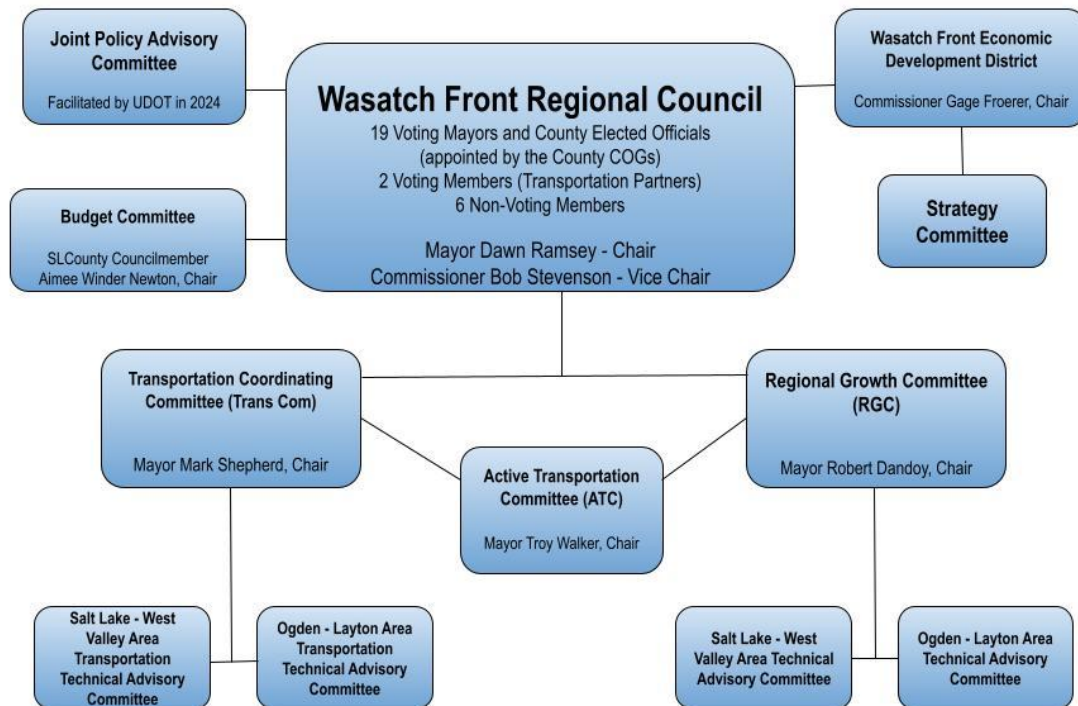 Joint Policy Advisory
Committee
Facilitated by UDOT in 2024
Wasatch Front Regional Council
19 Voting Mayors and County Elected Officials
(appointed by the County COGs)
2 Voting Members (Transportation Partners)
6 Non-Voting Members
Mayor Dawn Ramsey - Chair
Commissioner Bob Stevenson - Vice Chair
Wasatch Front Economic
Development District
Commissioner Gage Froerer, Chair
Budget Committee
SLCounty Councilmember
Aimee Winder Newton, Chair
Strategy
Committee
Transportation Coordinating
Committee (Trans Com)
Mayor Mark Shepherd, Chair
Active Transportation
Committee (ATC)
Mayor Troy Walker, Chair
Regional Growth Committee
(RGC)
Mayor Robert Dandoy, Chair
Salt Lake - West
Valley Area
Transportation
Technical Advisory
Committee
Ogden - Layton Area
Transportation
Technical Advisory
Committee
Salt Lake - West
Valley Area Technical
Advisory Committee
Ogden - Layton Area
Technical Advisory
Committee